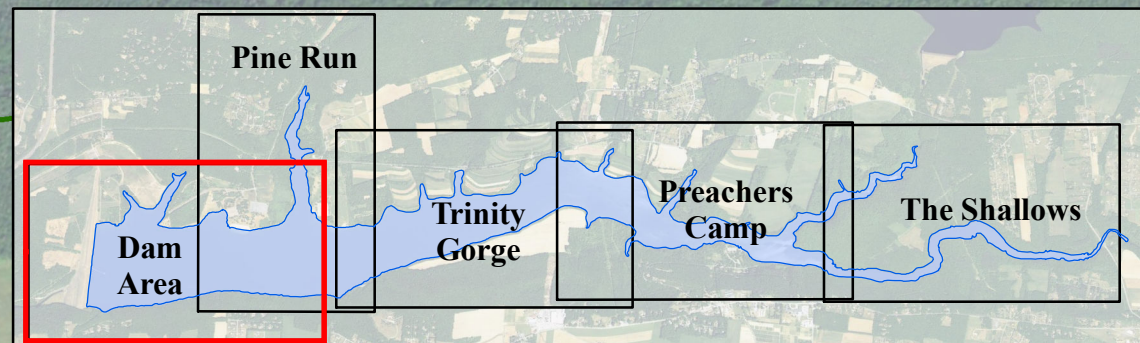 Pine Run
Dam
Area
Trinity
Gorge
Preachers
Camp
The Shallows